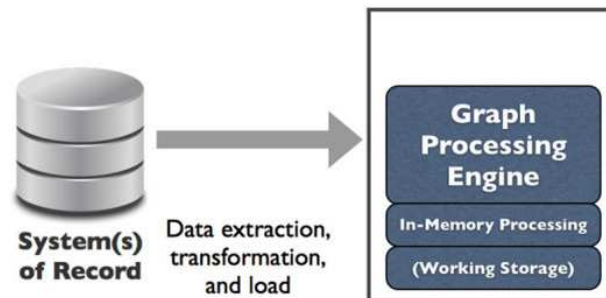 System(s)
of Record
Data extraction,
transformation,
and load
Graph
Processing
Engine
In-Memory Processing
(Working Storage)